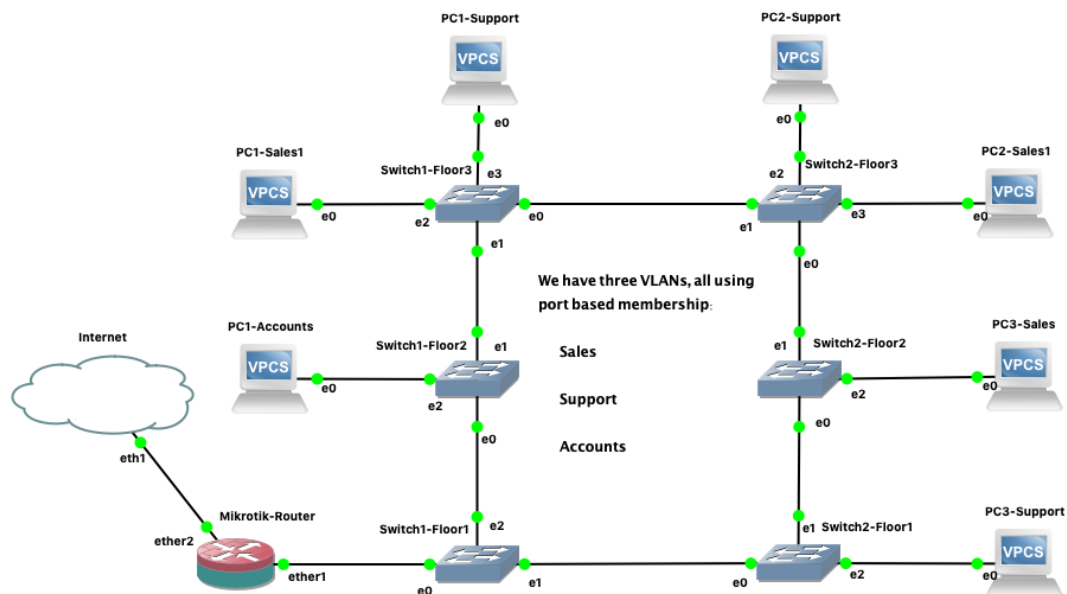 PC1-Support
PC2-Support
VPCS
VPCS
e0
e0
PC1-Sales1
Switch1-Floor3
e3
e2
Switch2-Floor3
PC2-Sales1
VPCS
VPCS
e0
e2
e0
e1
e3
e0
e1
e0
We have three VLANs, all using
port based membership:
PC1-Accounts
Switch1-Floor2
e1
Sales
e1
Switch2-Floor2
PC3-Sales
Internet
VPCS
VPCS
e0
e2
e2
e0
Support
e0
e0
Accounts
eth1
Mikrotik-Router
Switch1-Floor1
e2
e1
Switch2-Floor1
PC3-Support
ether2
VPCS
ether1
e0
e1
e0
e2
e0